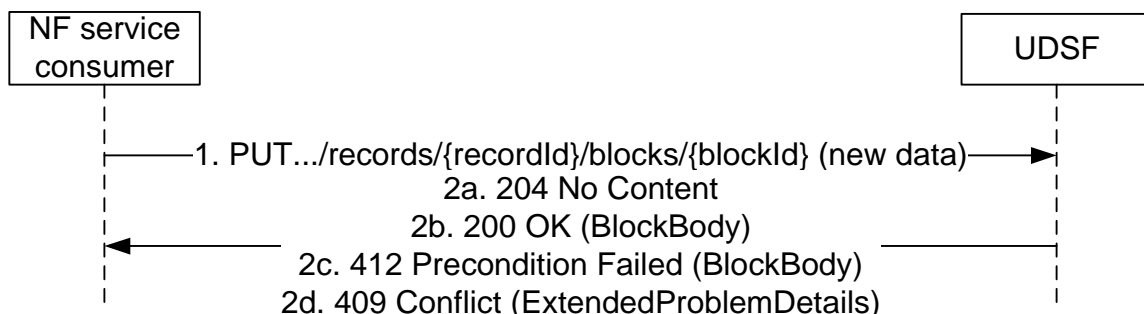 NF service
consumer
UDSF
1. PUT.../records/{recordId}/blocks/{blockId} (new data)
2a. 204 No Content
2b. 200 OK (BlockBody)
2c. 412 Precondition Failed (BlockBody)
2d. 409 Conflict (ExtendedProblemDetails)